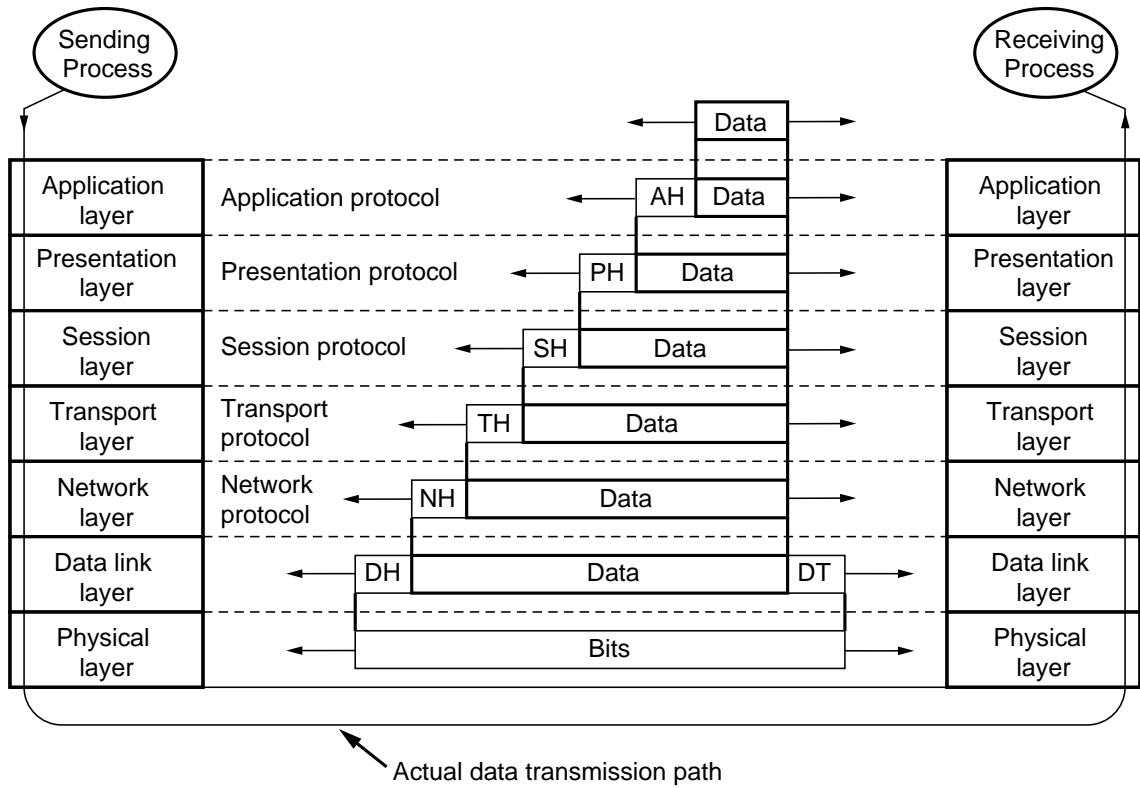 Sending
Process
Receiving
Process
Data
Application
layer
Application protocol
AH
Data
Application
layer
Presentation
layer
Presentation protocol
PH
Data
Presentation
layer
Session
layer
Session protocol
SH
Data
Session
layer
Transport
layer
Transport
protocol
TH
Data
Transport
layer
Network
layer
Network
protocol
NH
Data
Network
layer
Data link
layer
DH
Data
DT
Data link
layer
Physical
layer
Bits
Physical
layer
Actual data transmission path